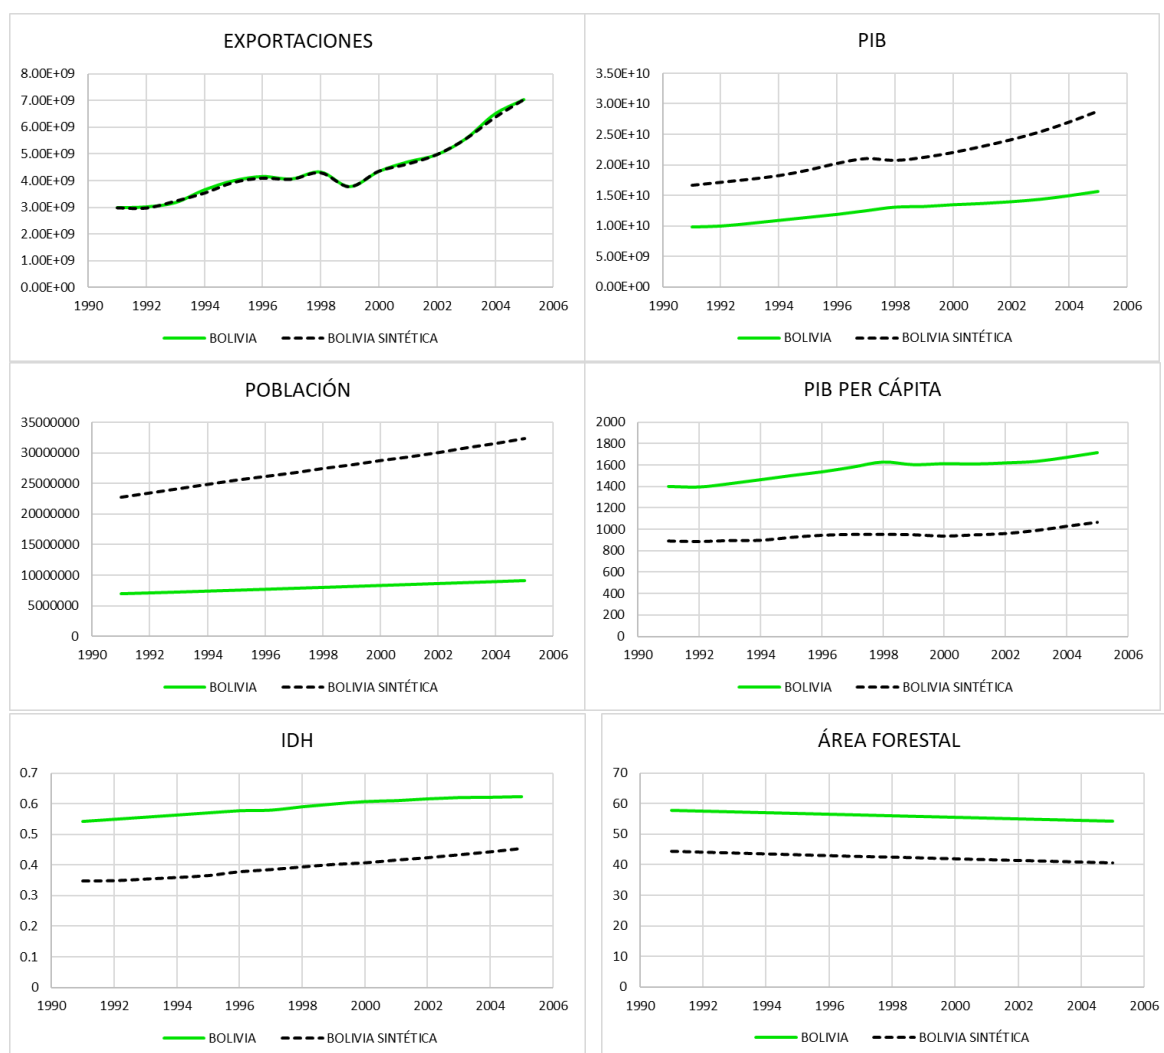 EXPORTACIONES
8.00E+09
7.00E+09
6.00E+09
5.00E+09
4.00E+09
3.00E+09
2.00E+09
1.00E+09
0.00E+00
1990 1992 1994 1996 1998 2000 2002 2004 2006
BOLIVIA BOLIVIA SINTÉTICA
PIB
3.50E+10
3.00E+10
2.50E+10
2.00E+10
1.50E+10
1.00E+10
5.00E+09
0.00E+00
1990 1992 1994 1996 1998 2000 2002 2004 2006
BOLIVIA BOLIVIA SINTÉTICA
POBLACIÓN
35000000
30000000
25000000
20000000
15000000
10000000
5000000
0
1990 1992 1994 1996 1998 2000 2002 2004 2006
BOLIVIA BOLIVIA SINTÉTICA
PIB PER CÁPITA
2000
1800
1600
1400
1200
1000
800
600
400
200
0
1990 1992 1994 1996 1998 2000 2002 2004 2006
BOLIVIA BOLIVIA SINTÉTICA
IDH
0.7
0.6
0.5
0.4
0.3
0.2
0.1
0
1990 1992 1994 1996 1998 2000 2002 2004 2006
BOLIVIA BOLIVIA SINTÉTICA
ÁREA FORESTAL
70
60
50
40
30
20
10
0
1990 1992 1994 1996 1998 2000 2002 2004 2006
BOLIVIA BOLIVIA SINTÉTICA